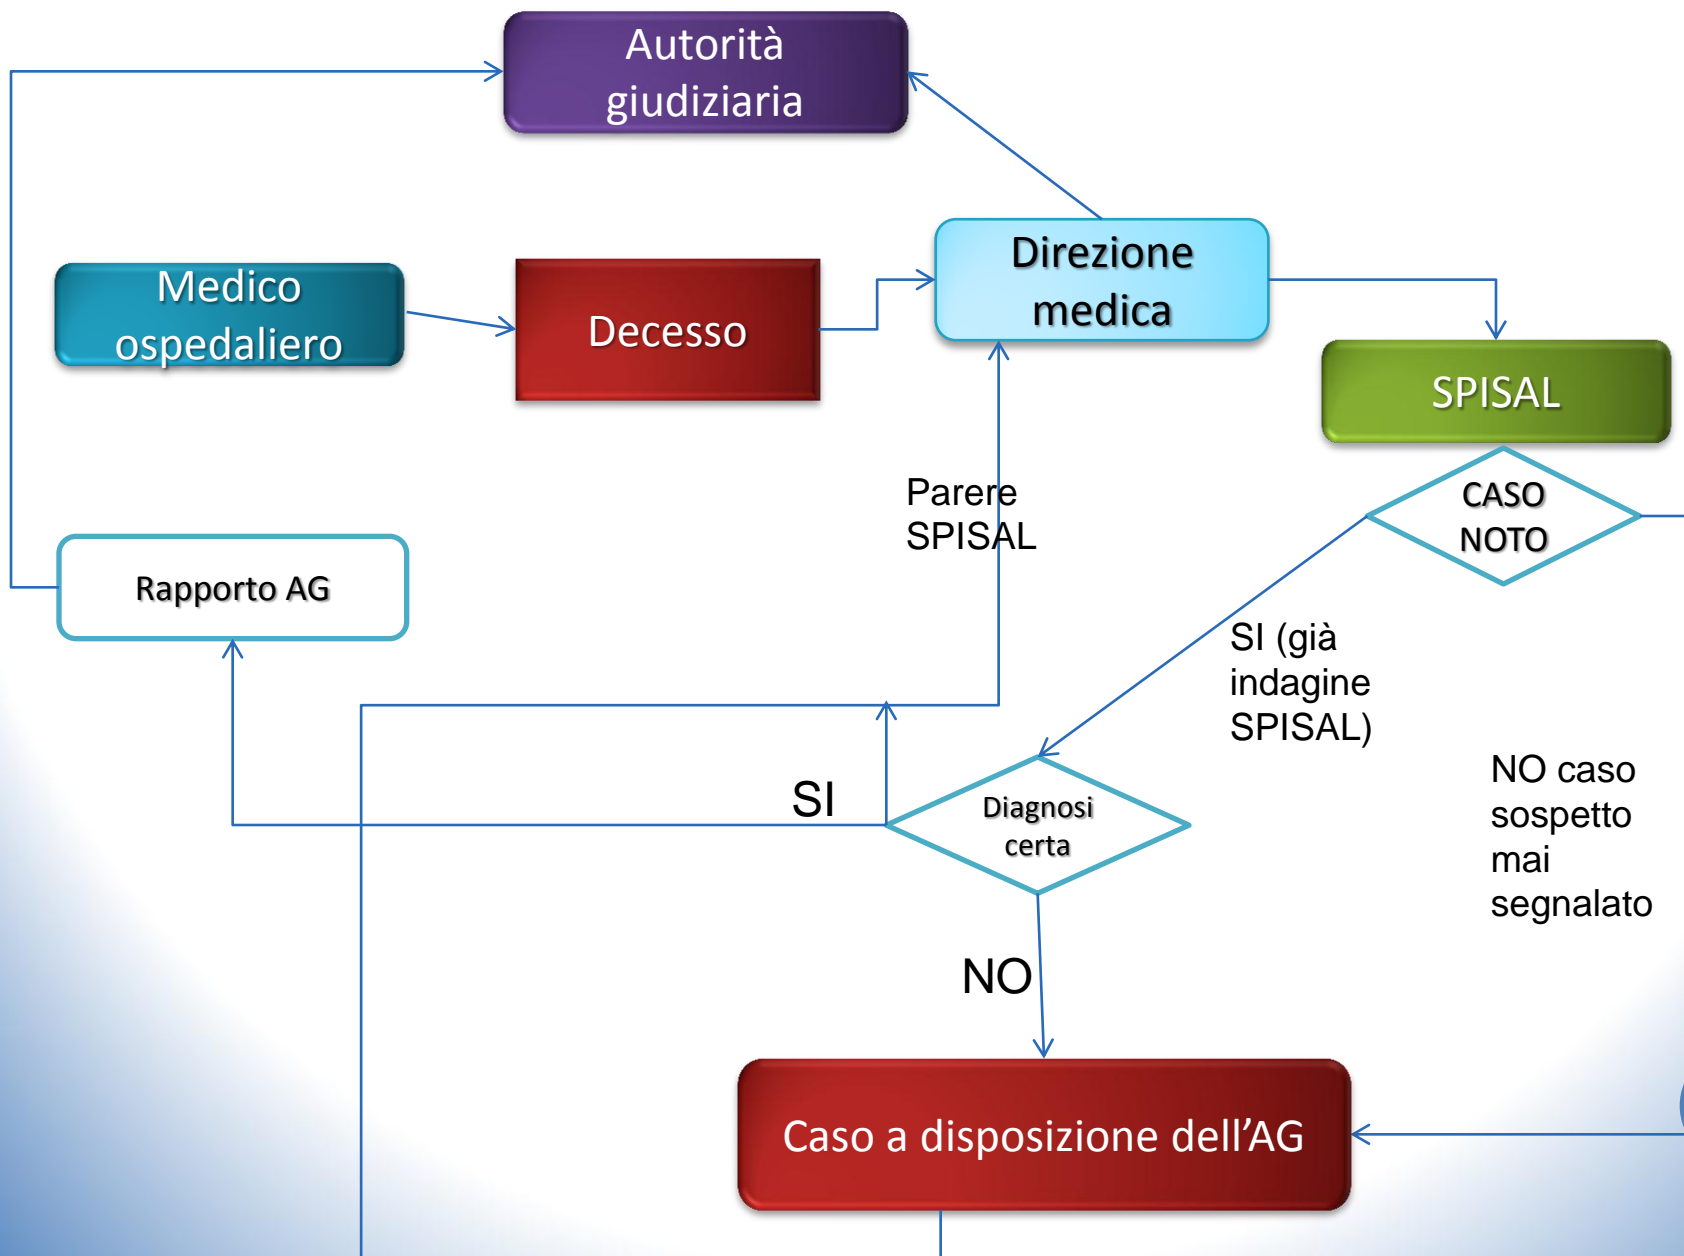 Autorità
giudiziaria
Direzione
medica
Medico
ospedaliero
Decesso
SPISAL
Parere
SPISAL
CASO
NOTO
Rapporto AG
SI (già
indagine
SPISAL)
NO caso
sospetto
mai
segnalato
SI
Diagnosi
certa
NO
Caso a disposizione dell’AG